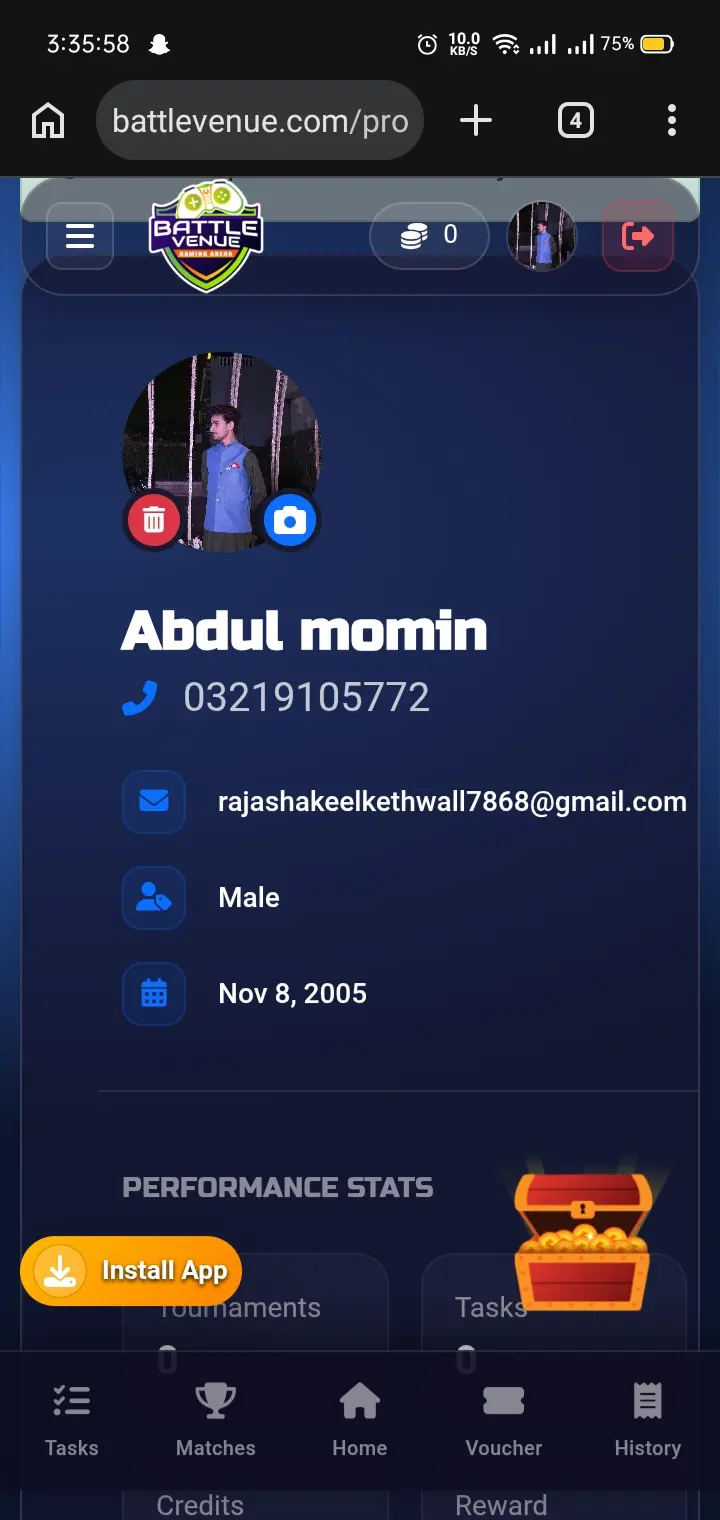 3:35:58
10.0
KB/S
75%
battlevenue.com/pro
4
BATTLE
VENUE
GAMING ARENA
0
Abdul momin
03219105772
rajashakeelkethwall7868@gmail.com
Male
Nov 8, 2005
PERFORMANCE STATS
Install App
Tournaments
Tasks
0
0
Tasks
Matches
Home
Voucher
History
Credits
Reward